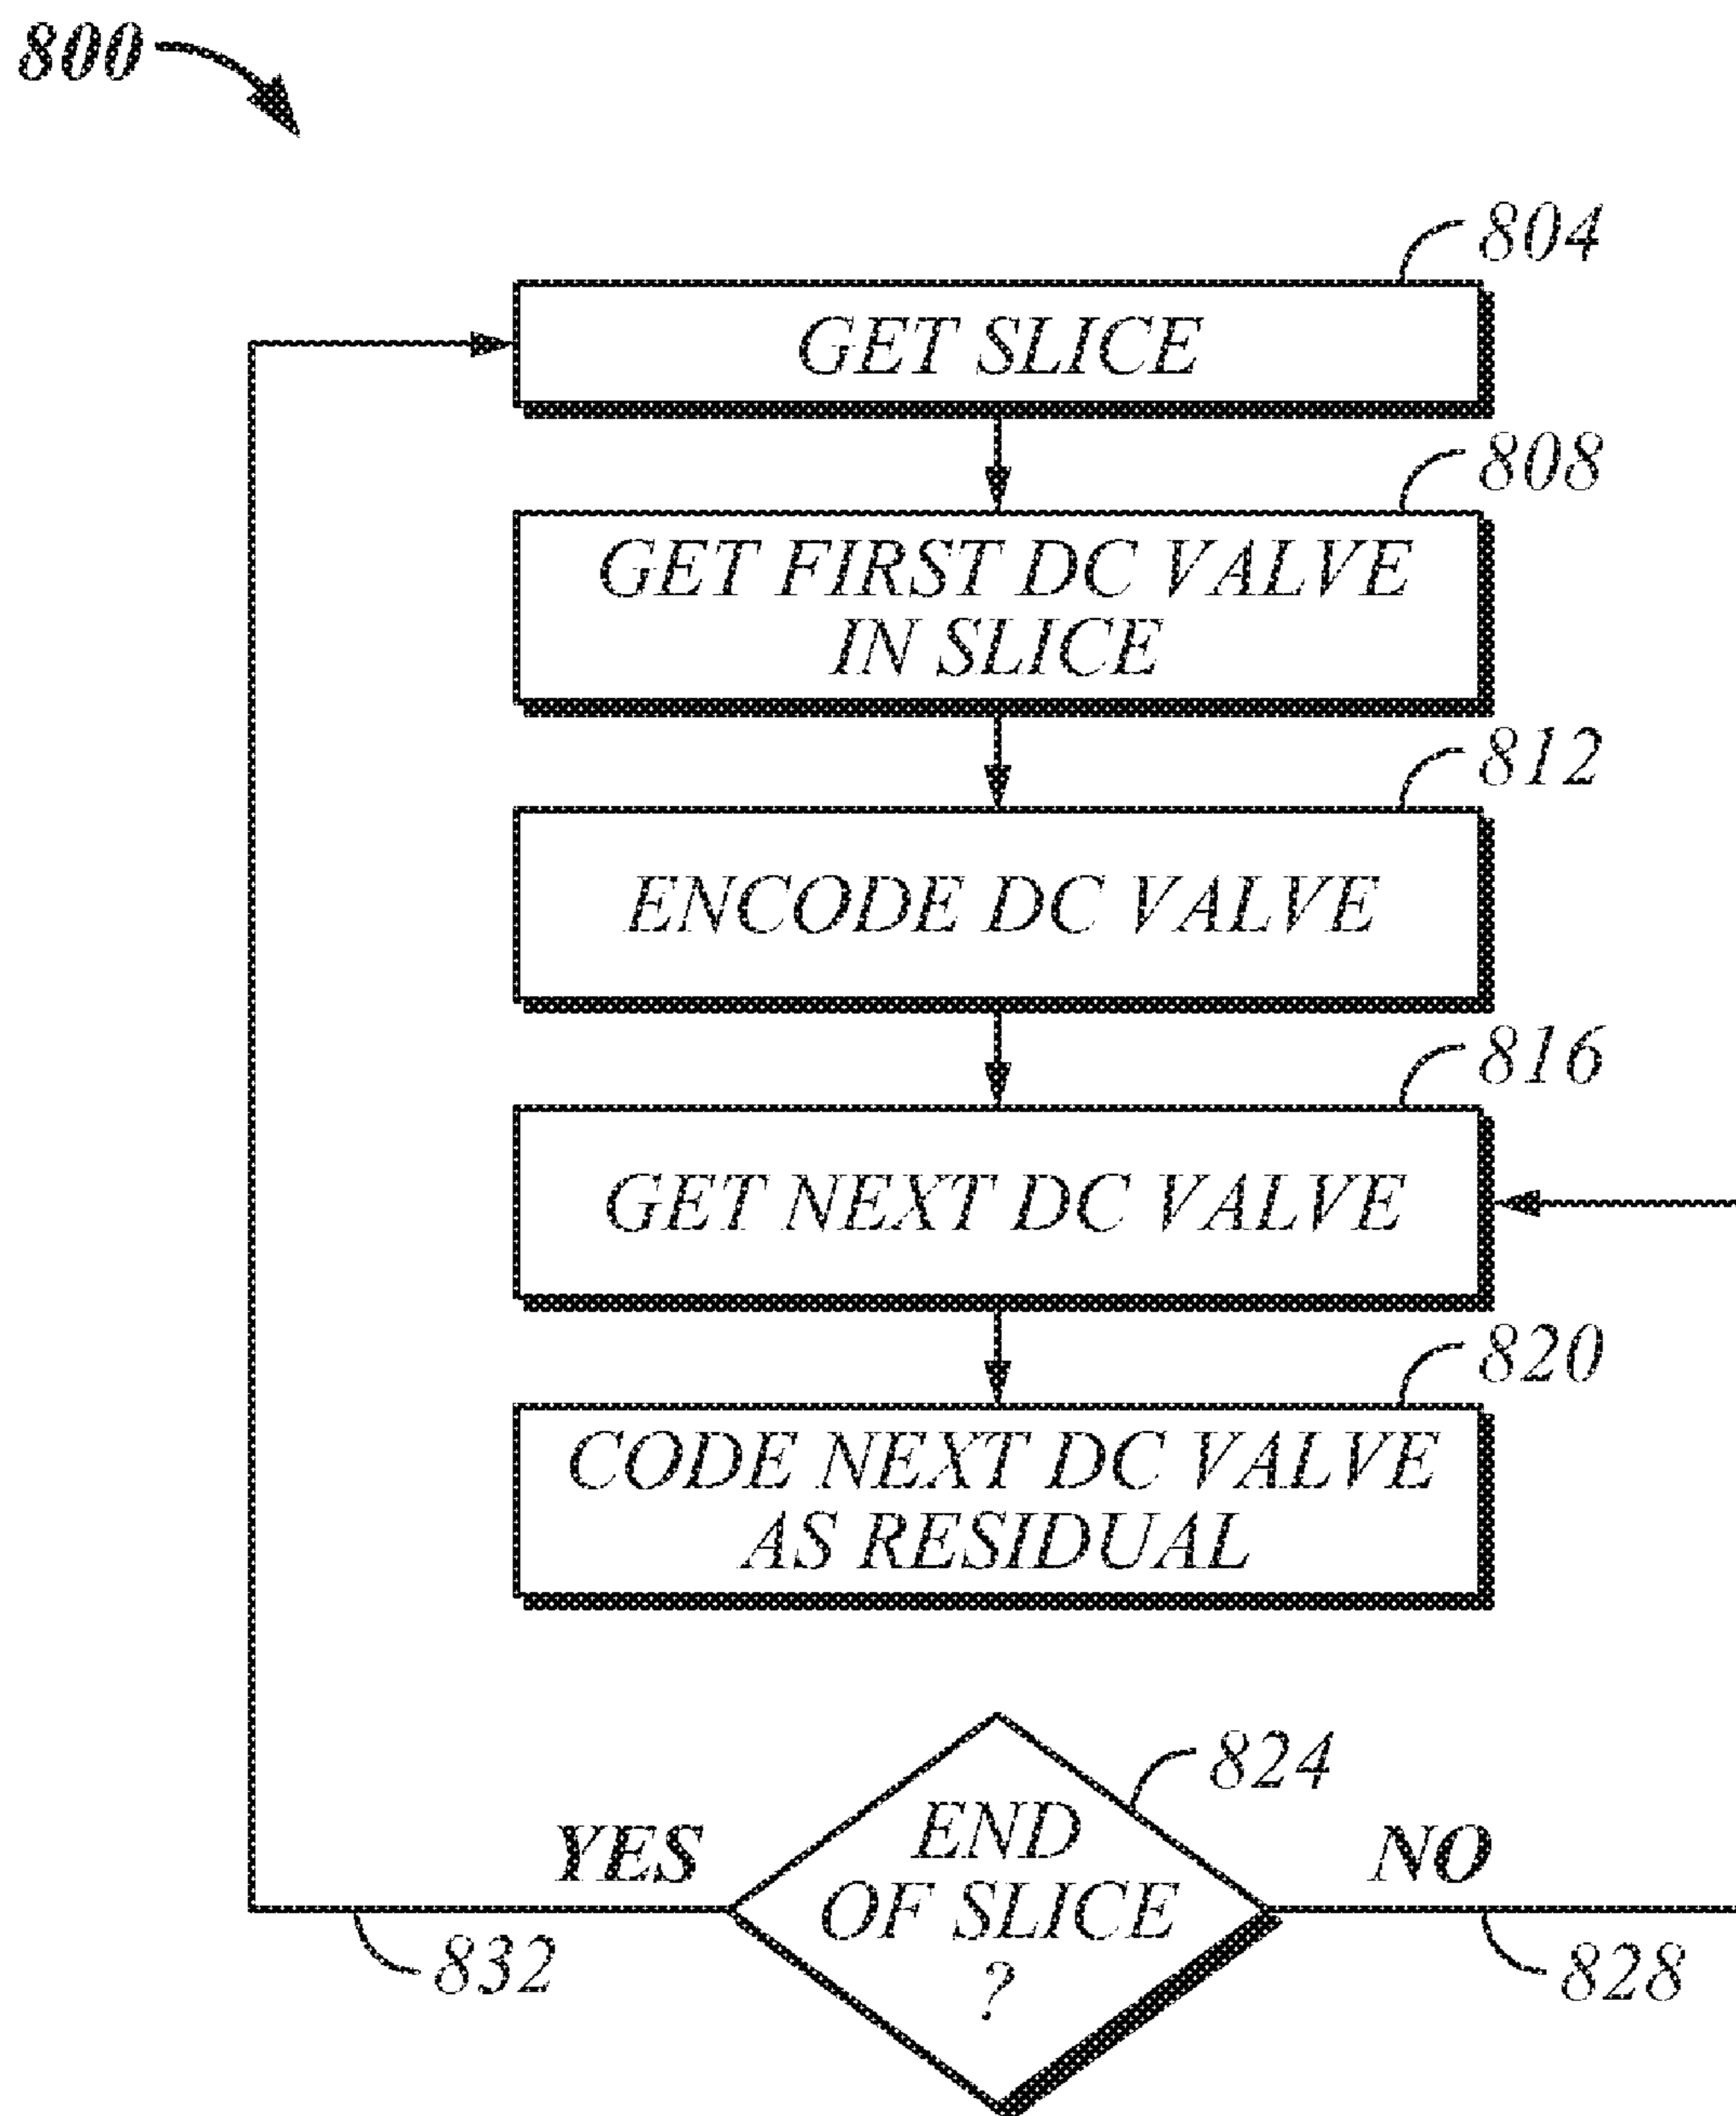 800
804
GET SLICE
808
GET FIRST DC VALVE
IN SLICE
812
ENCODE DC VALVE
816
GET NEXT DC VALVE
820
CODE NEXT DC VALVE
AS RESIDUAL
824
END
OF SLICE
?
YES
NO
832
828